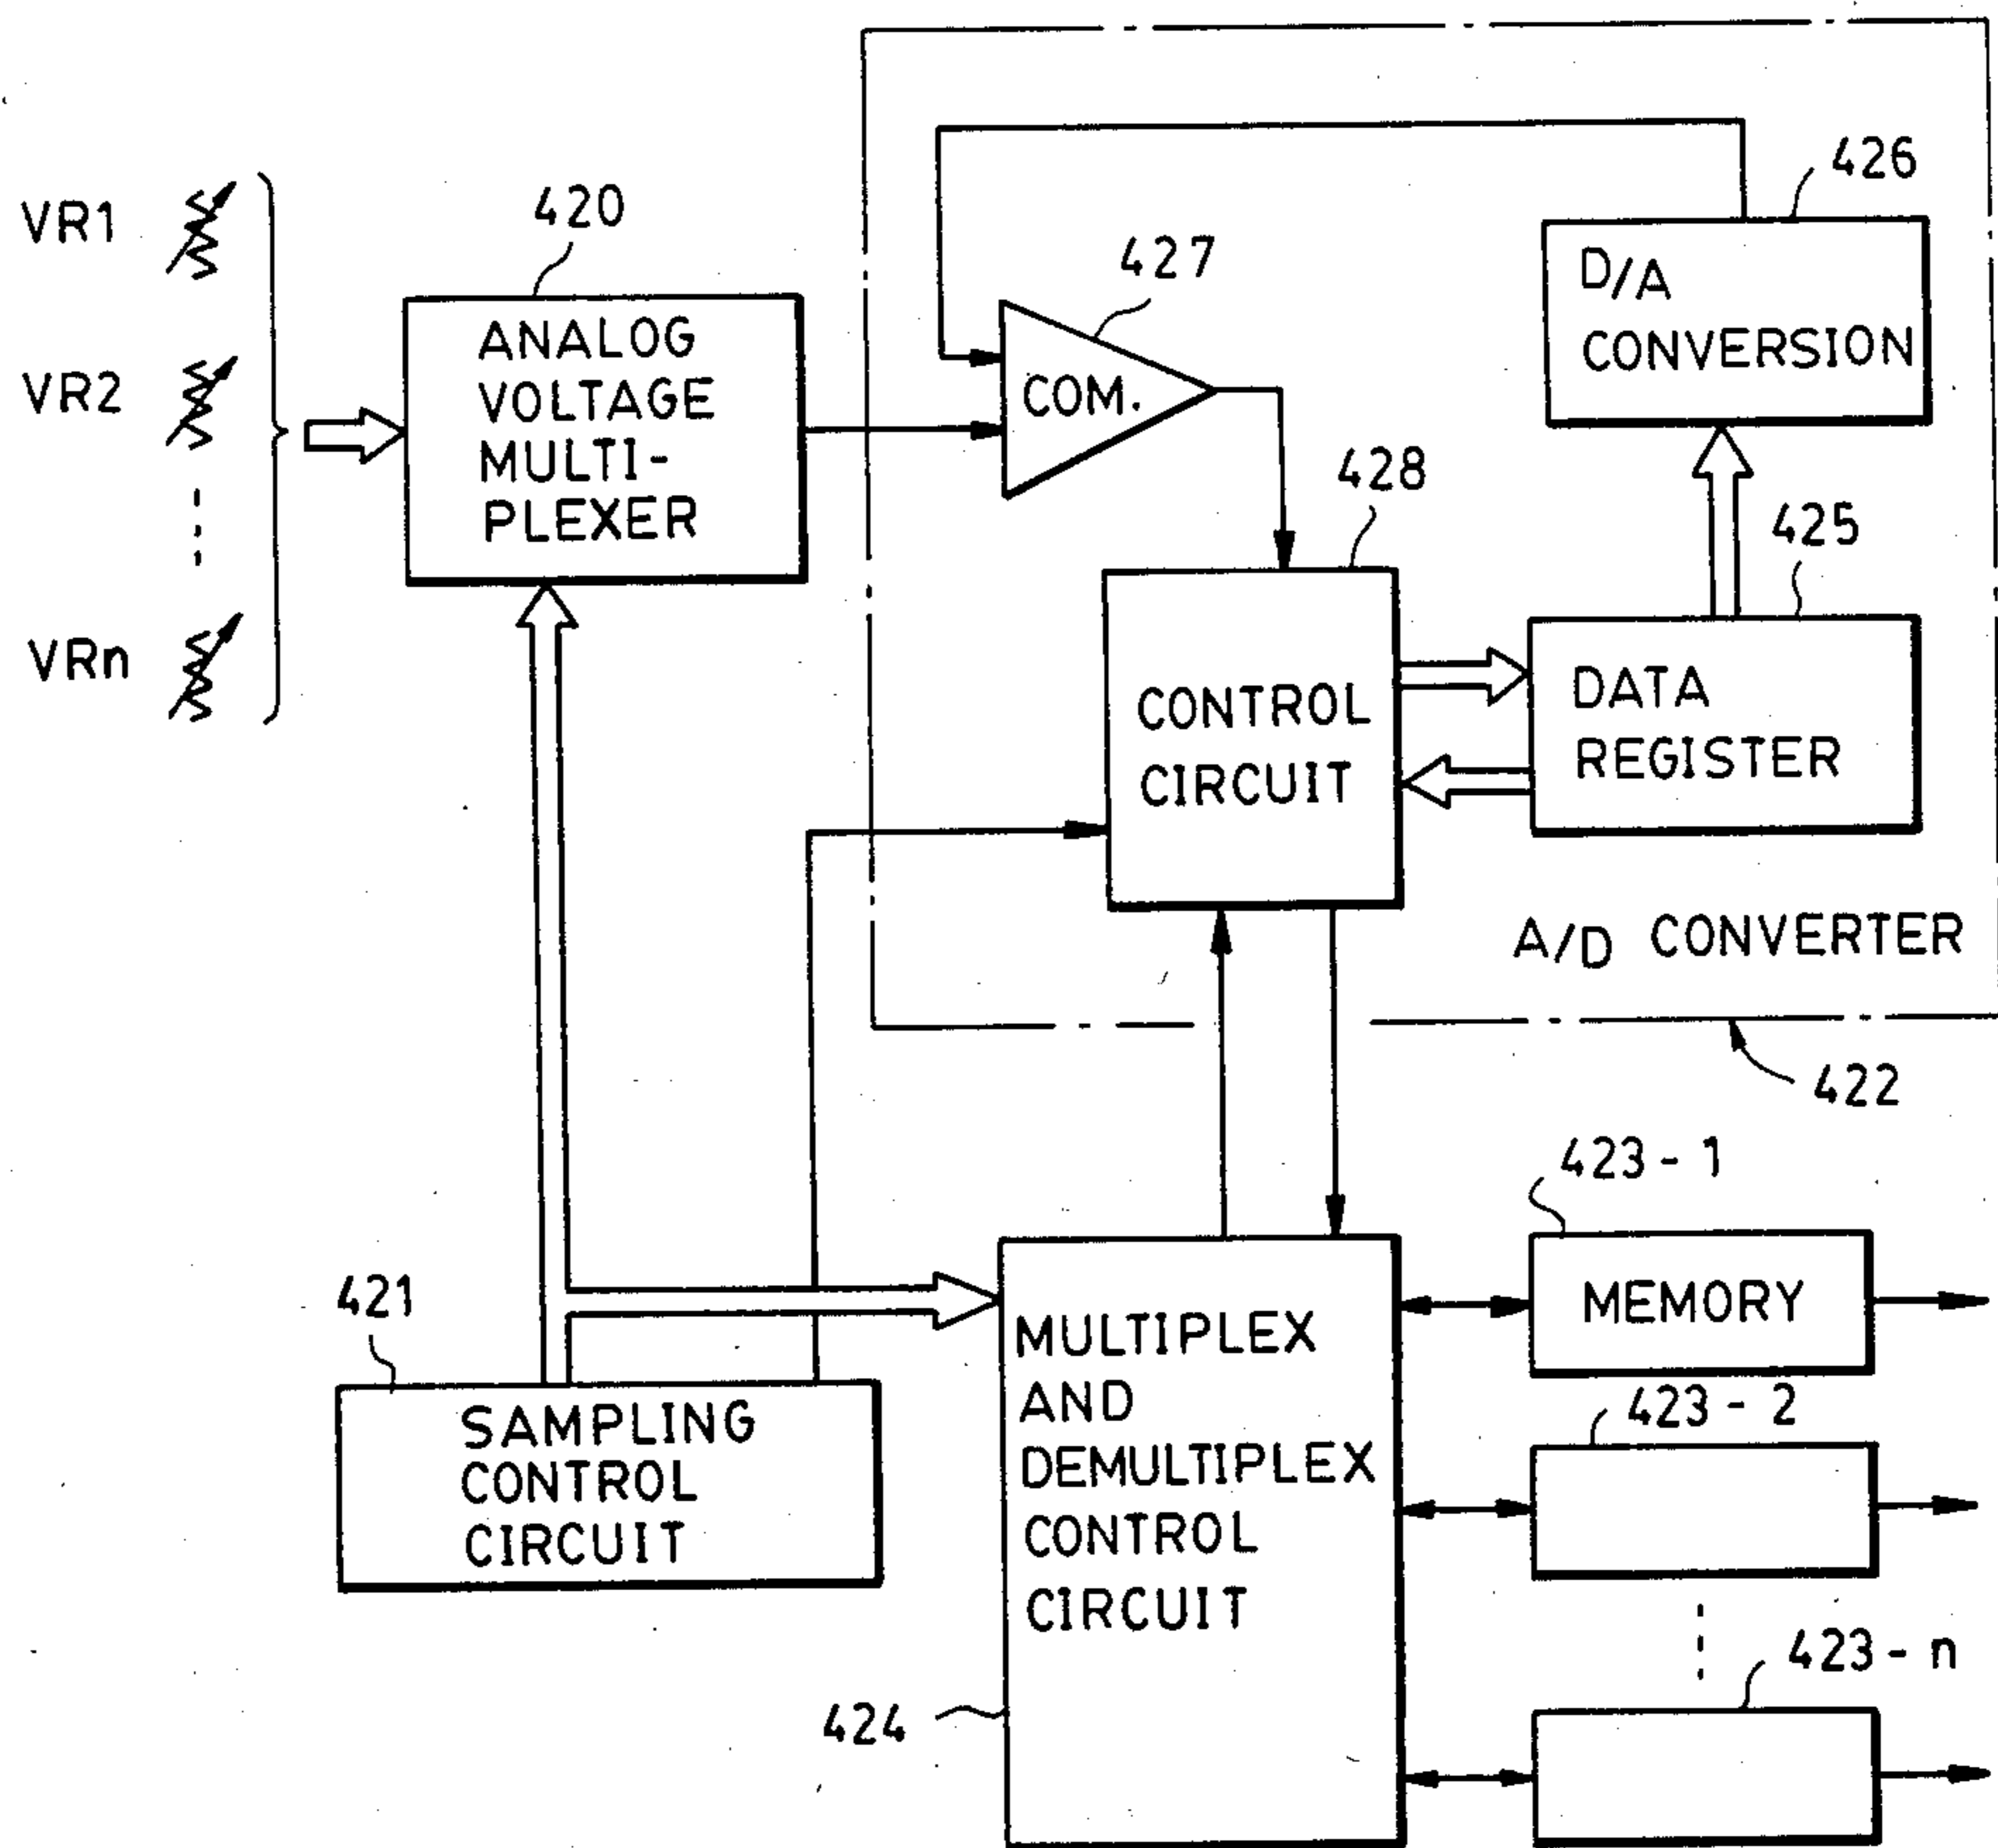 VR1
VR2
VRn
420
ANALOG
VOLTAGE
MULTI-
PLEXER
427
COM.
426
D/A
CONVERSION
428
CONTROL
CIRCUIT
425
DATA
REGISTER
A/D CONVERTER
422
421
SAMPLING
CONTROL
CIRCUIT
MULTIPLEX
AND
DEMULTIPLEX
CONTROL
CIRCUIT
424
423-1
MEMORY
423-2
423-n